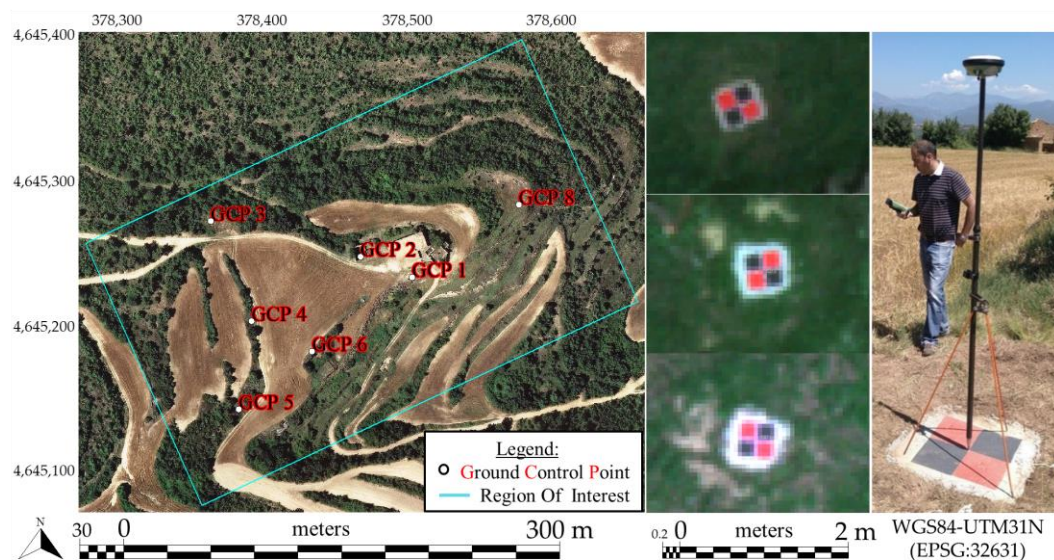 378,300 378,400 378,500 378,600
4,645,400
4,645,300
4,645,200
4,645,100
GCP 3
GCP 8
GCP 2
GCP 1
GCP 4
GCP 6
GCP 5
Legend:
Ground Control Point
Region Of Interest
N
30 0 meters 300 m
0.2 0 meters 2 m
WGS84-UTM31N
(EPSG:32631)